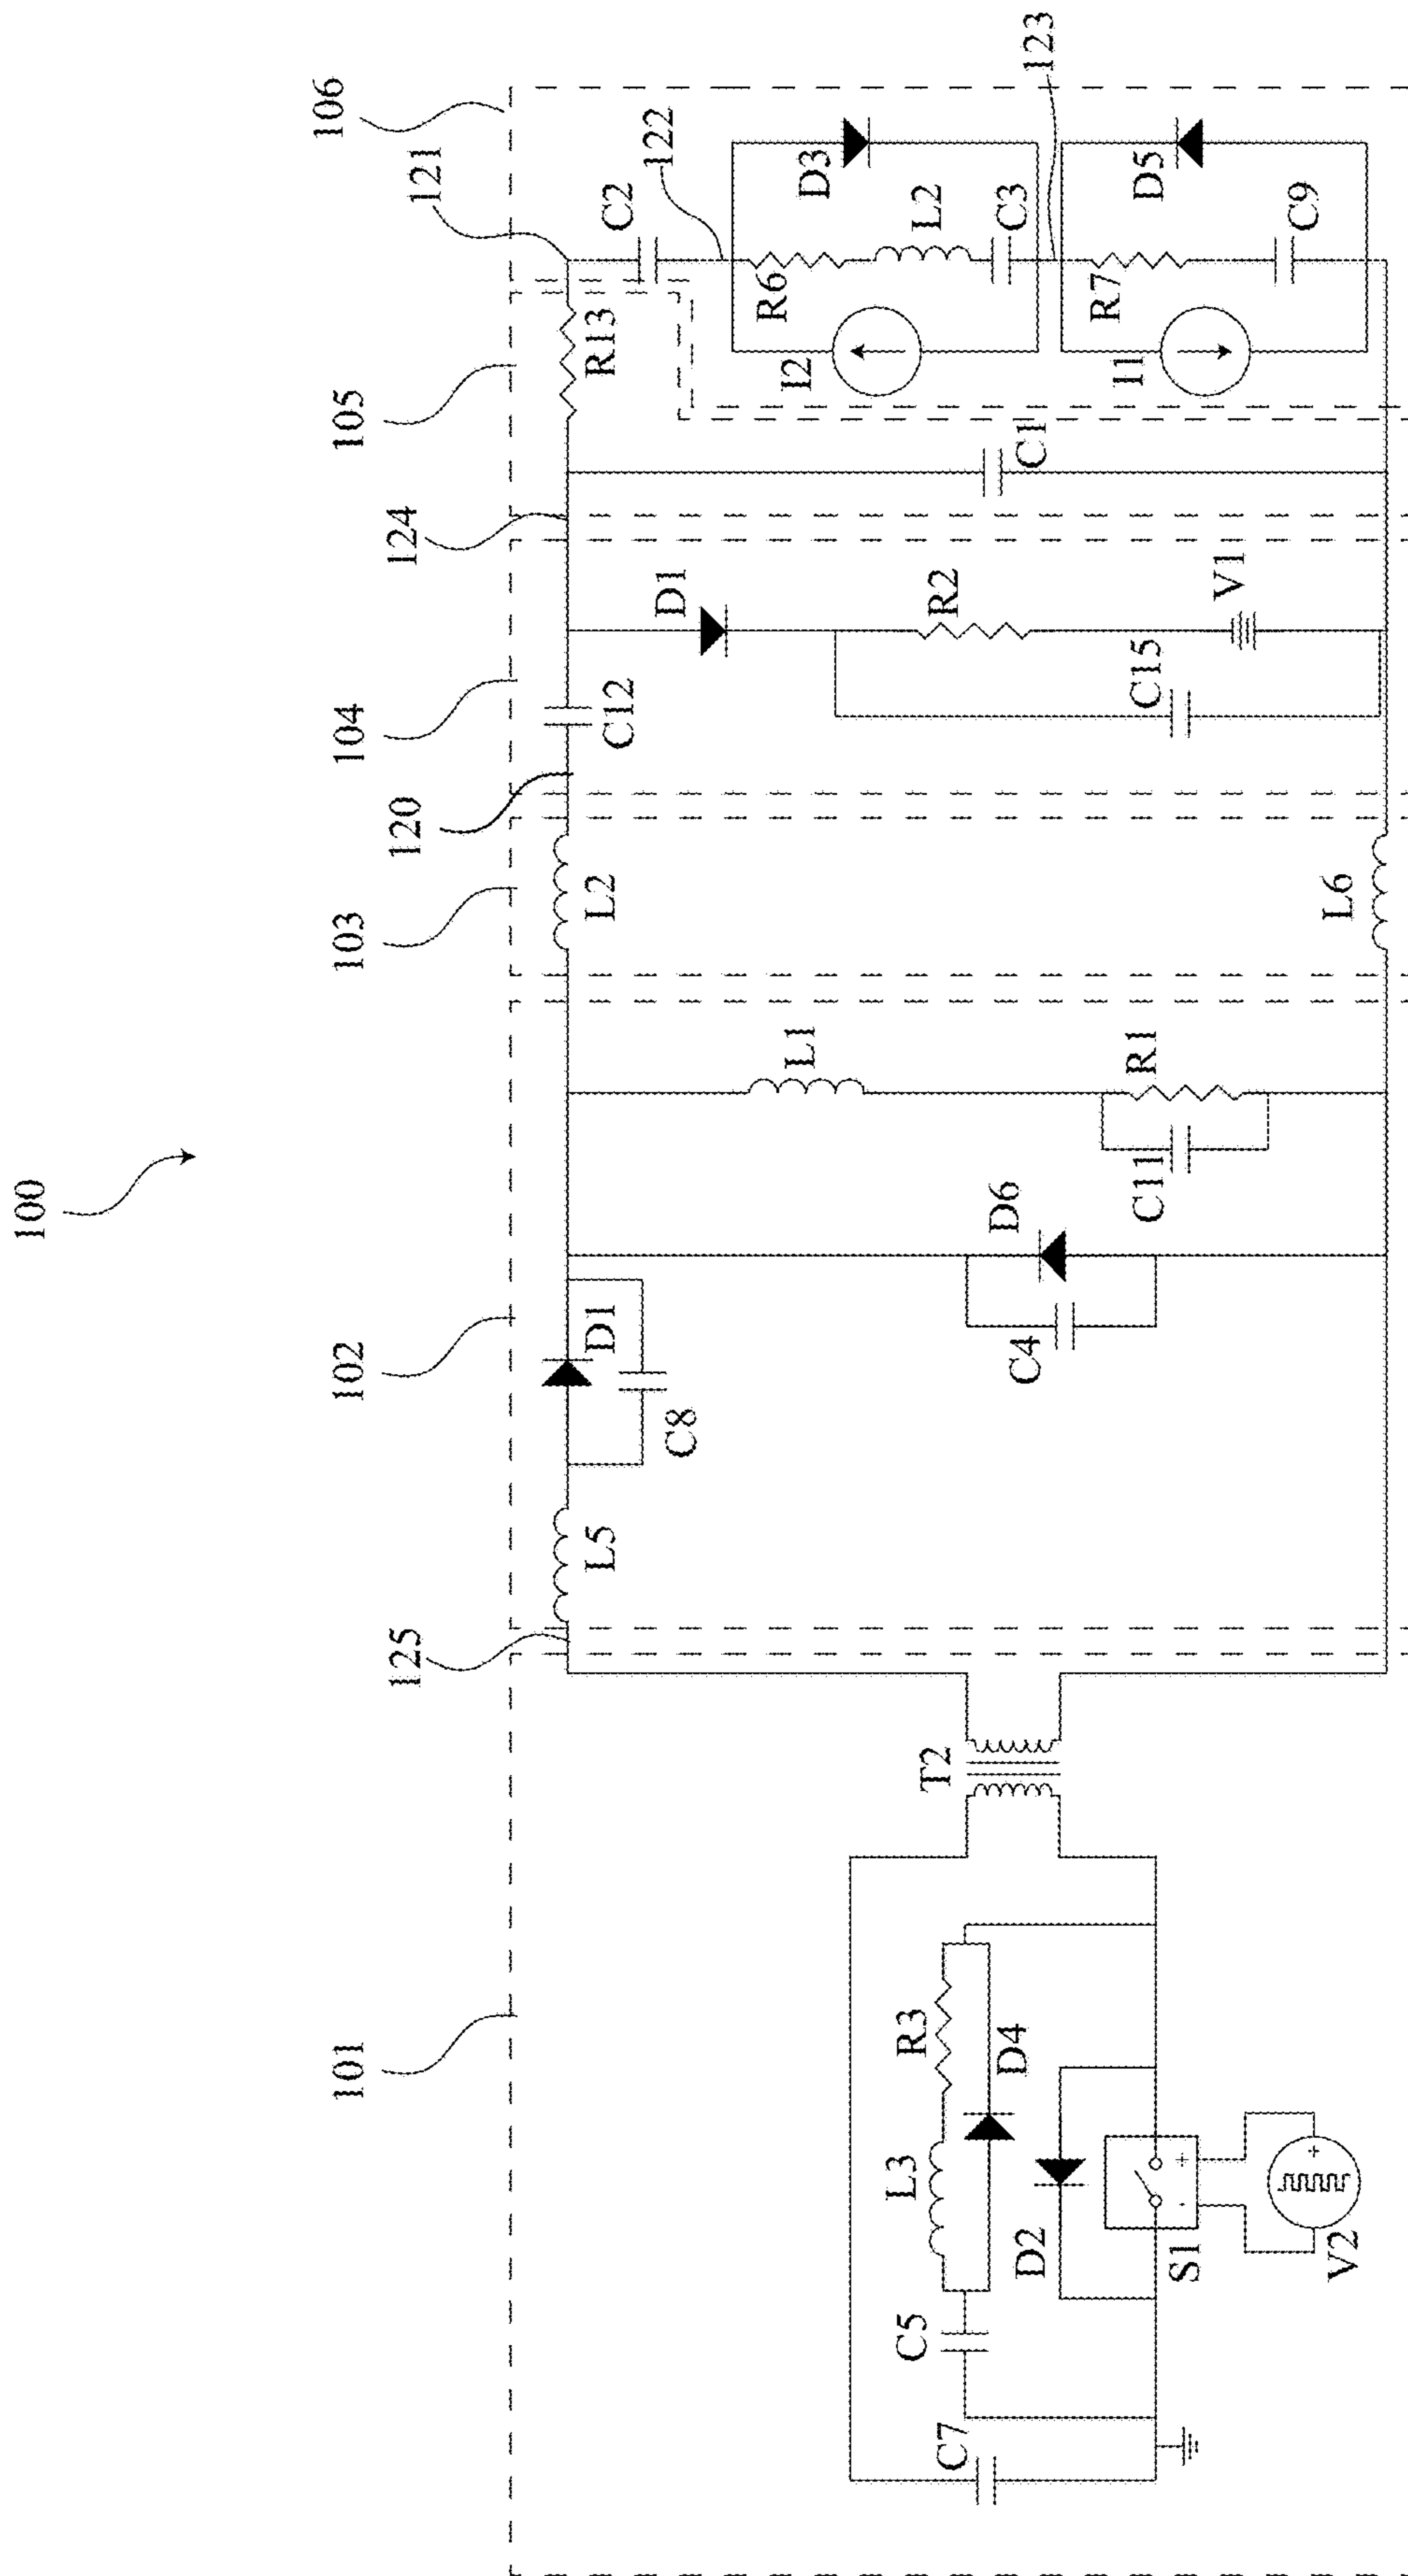 100
101
102
103
104
105
106
125
120
124
121
122
123
C7
C5
L3
R3
D4
D2
S1
- +
V2
+
T2
L5
D1
C8
C4
D6
L1
C11
R1
L2
L6
C12
D1
R2
C15
V1
C1
R13
C2
I2
R6
L2
C3
D3
I1
R7
C9
D5